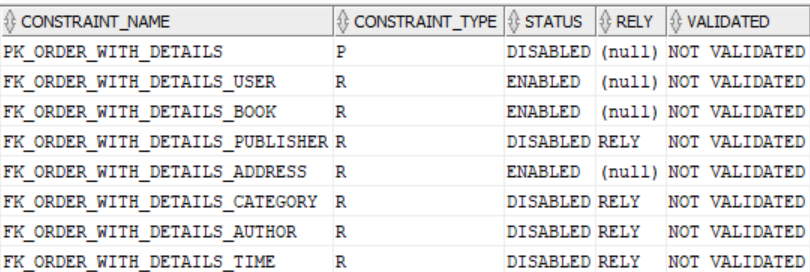 CONSTRAINT_NAME CONSTRAINT_TYPE STATUS RELY VALIDATED
PK_ORDER_WITH_DETAILS P DISABLED (null) NOT VALIDATED
FK_ORDER_WITH_DETAILS_USER R ENABLED (null) NOT VALIDATED
FK_ORDER_WITH_DETAILS_BOOK R ENABLED (null) NOT VALIDATED
FK_ORDER_WITH_DETAILS_PUBLISHER R DISABLED RELY NOT VALIDATED
FK_ORDER_WITH_DETAILS_ADDRESS R ENABLED (null) NOT VALIDATED
FK_ORDER_WITH_DETAILS_CATEGORY R DISABLED RELY NOT VALIDATED
FK_ORDER_WITH_DETAILS_AUTHOR R DISABLED RELY NOT VALIDATED
FK_ORDER_WITH_DETAILS_TIME R DISABLED RELY NOT VALIDATED